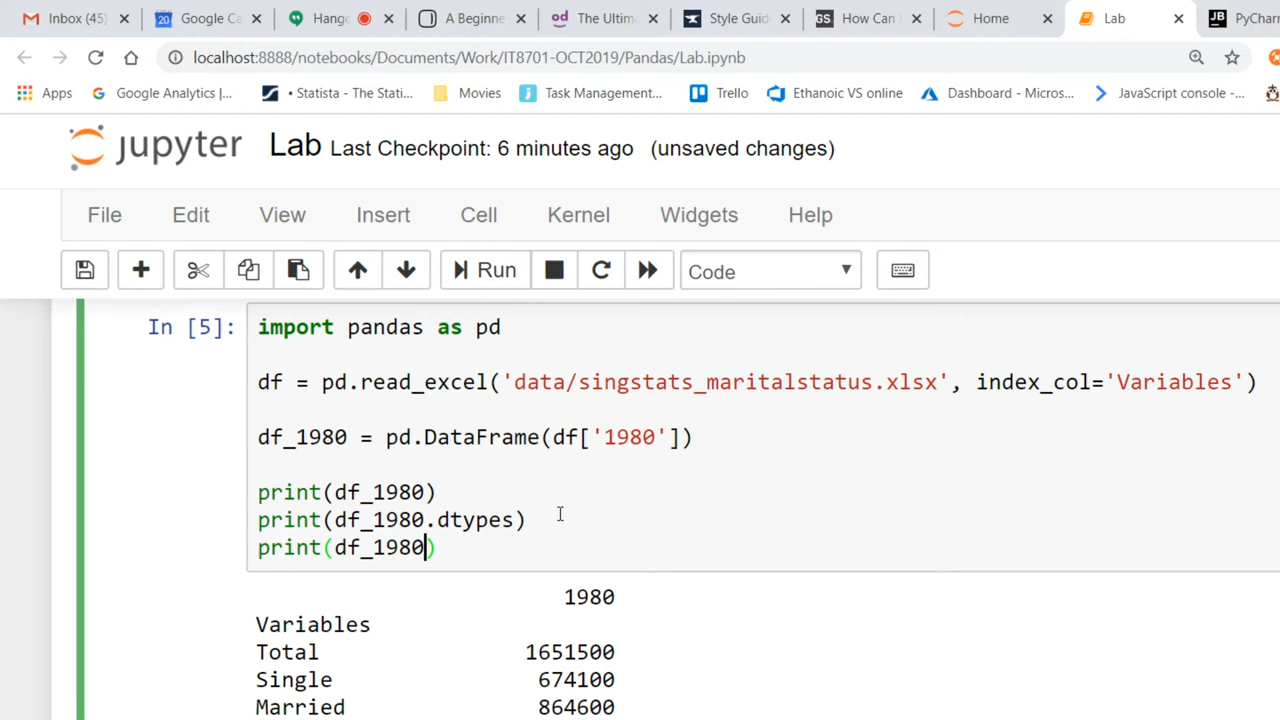 Inbox (45)
Google Ca
Hang
A Beginne
The Ultim
Style Guid
How Can
Home
Lab
PyCharm
localhost:8888/notebooks/Documents/Work/IT8701-OCT2019/Pandas/Lab.ipynb
Apps
Google Analytics |...
• Statista - The Stati...
Movies
Task Management...
Trello
Ethanoic VS online
Dashboard - Micros...
JavaScript console -...
jupyter Lab Last Checkpoint: 6 minutes ago (unsaved changes)
File Edit View Insert Cell Kernel Widgets Help
Run Code
In [5]: import pandas as pd
df = pd.read_excel('data/singstats_maritalstatus.xlsx', index_col='Variables')
df_1980 = pd.DataFrame(df['1980'])
print(df_1980)
print(df_1980.dtypes)
print(df_1980)
1980
Variables
Total 1651500
Single 674100
Married 864600